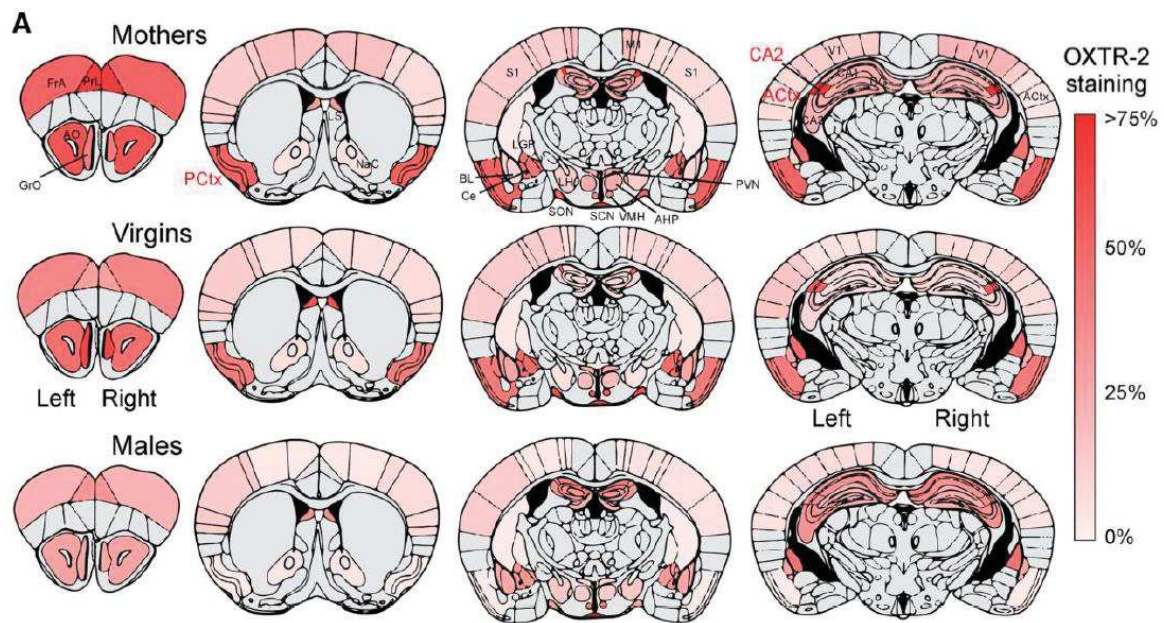 A
Mothers
FrA PrL
AO
GrO
LS
NaC
PCtx
M1
S1 S1
LGP
BL
Ce
LH
PVN
SON SCN VMH AHP
CA2
V1 V1
CA1
ACtx ACtx
OXTR-2
staining
>75%
50%
25%
0%
Virgins
Left Right
Left Right
Males